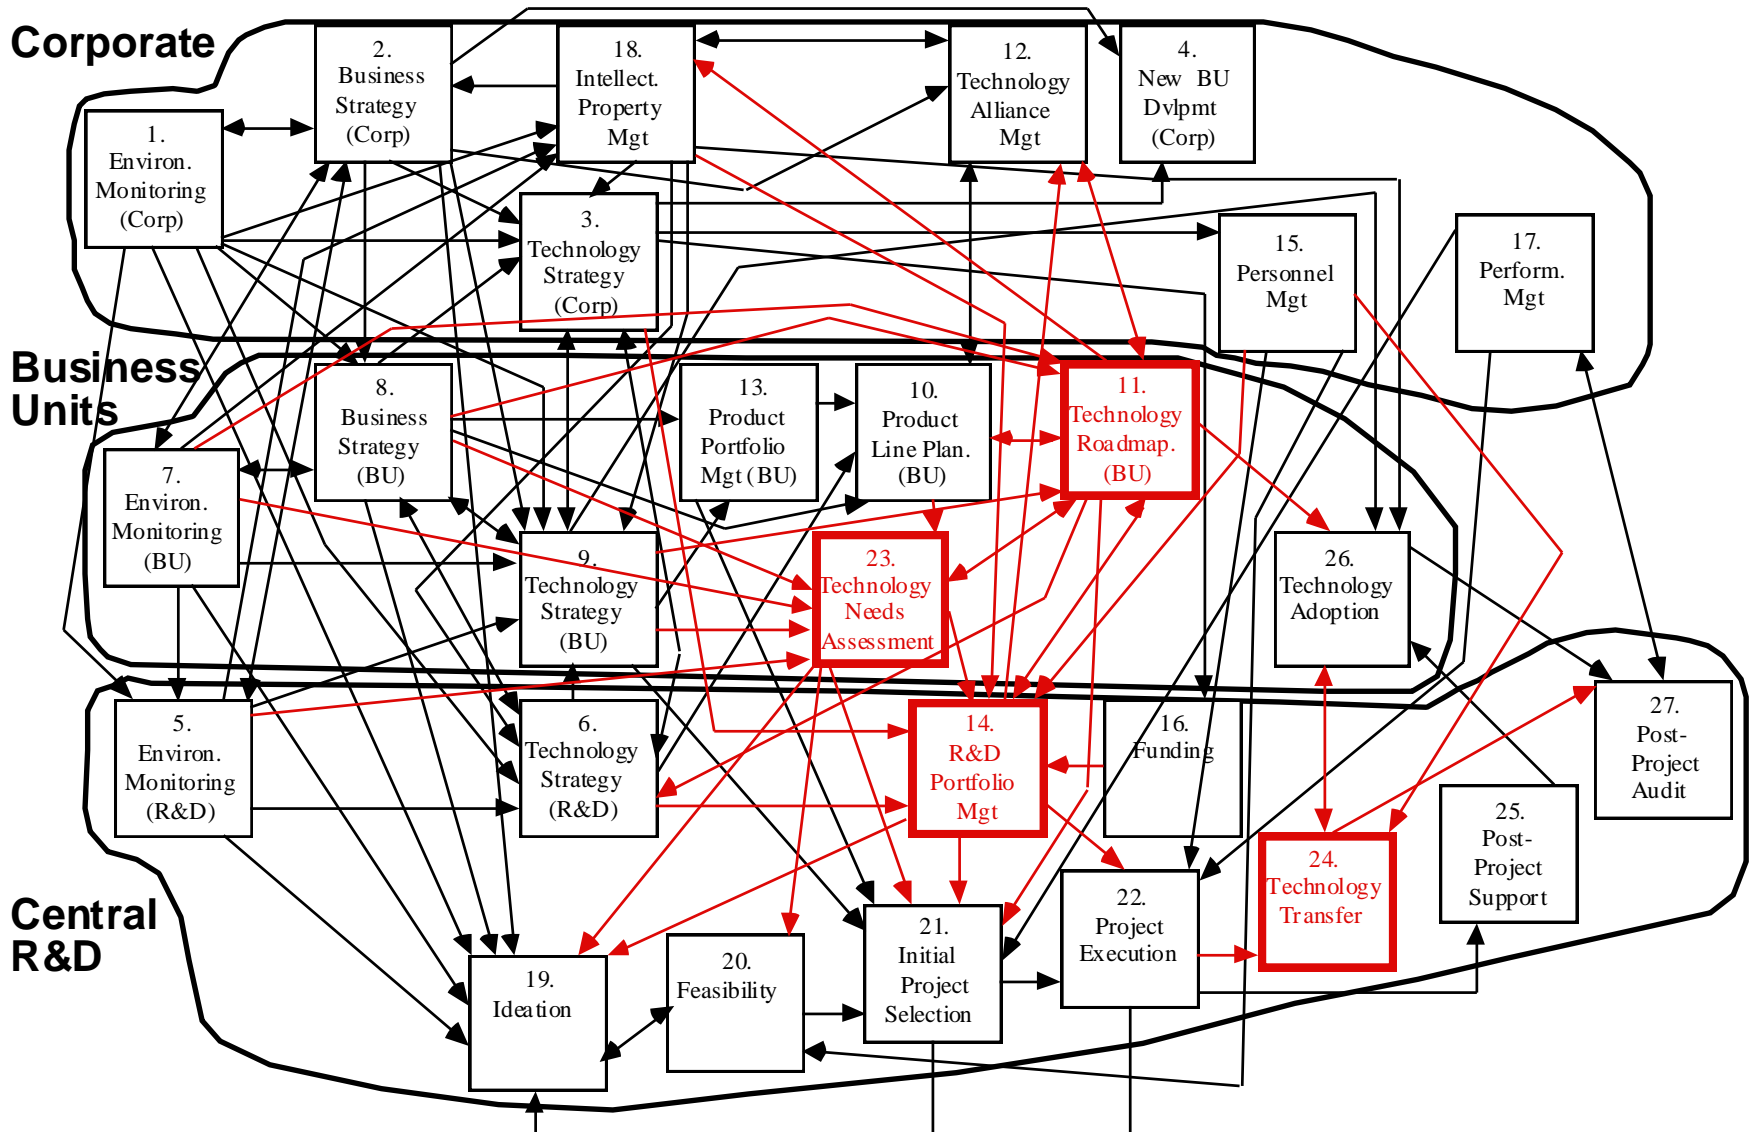 Corporate
2.
Business
Strategy
(Corp)
18.
Intellect.
Property
Mgt
12.
Technology
Alliance
Mgt
4.
New BU
Dvlpmt
(Corp)
1.
Environ.
Monitoring
(Corp)
3.
Technology
Strategy
(Corp)
15.
Personnel
Mgt
17.
Perform.
Mgt
Business
Units
8.
Business
Strategy
(BU)
13.
Product
Portfolio
Mgt (BU)
10.
Product
Line Plan.
(BU)
11.
Technology
Roadmap.
(BU)
7.
Environ.
Monitoring
(BU)
9.
Technology
Strategy
(BU)
23.
Technology
Needs
Assessment
26.
Technology
Adoption
5.
Environ.
Monitoring
(R&D)
6.
Technology
Strategy
(R&D)
14.
R&D
Portfolio
Mgt
16.
Funding
27.
Post-
Project
Audit
25.
Post-
Project
Support
24.
Technology
Transfer
Central
R&D
19.
Ideation
20.
Feasibility
21.
Initial
Project
Selection
22.
Project
Execution